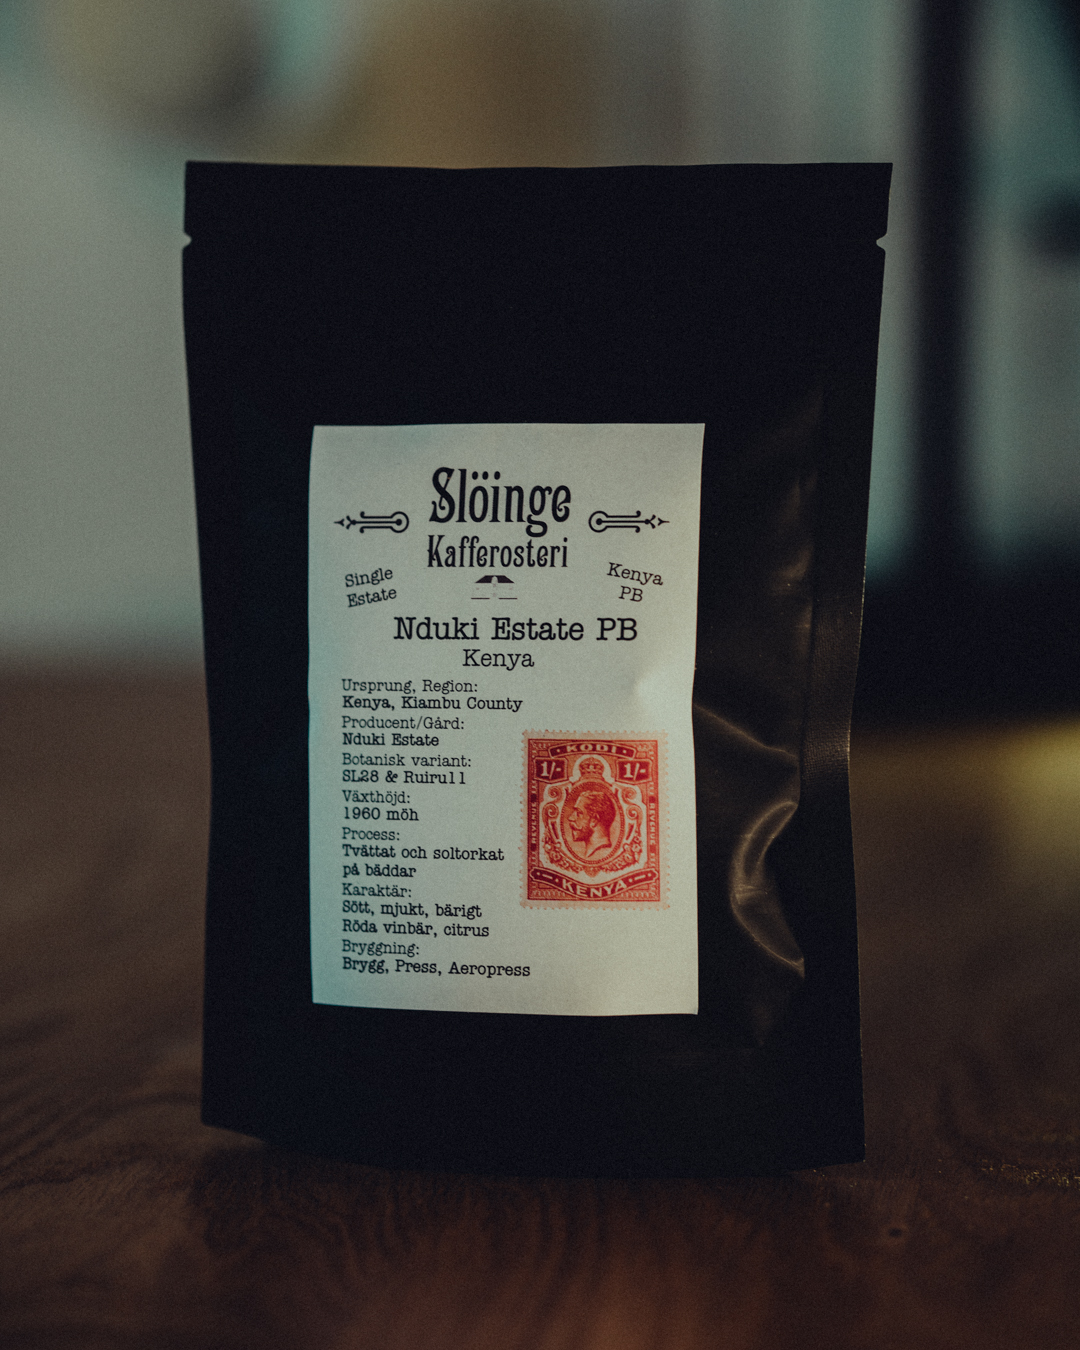 Slöinge
Kafferosteri
Single
Estate
Kenya
PB
Nduki Estate PB
Kenya
Ursprung, Region:
Kenya, Kiambu County
Producent/Gård:
Nduki Estate
Botanisk variant:
SL28 & Ruiru11
Växthöjd:
1960 möh
Process:
Tvättat och soltorkat
på bäddar
Karaktär:
Sött, mjukt, bärigt
Röda vinbär, citrus
Bryggning:
Brygg, Press, Aeropress
KODI
1/- 1/-
REVENUE
REVENUE
KENYA